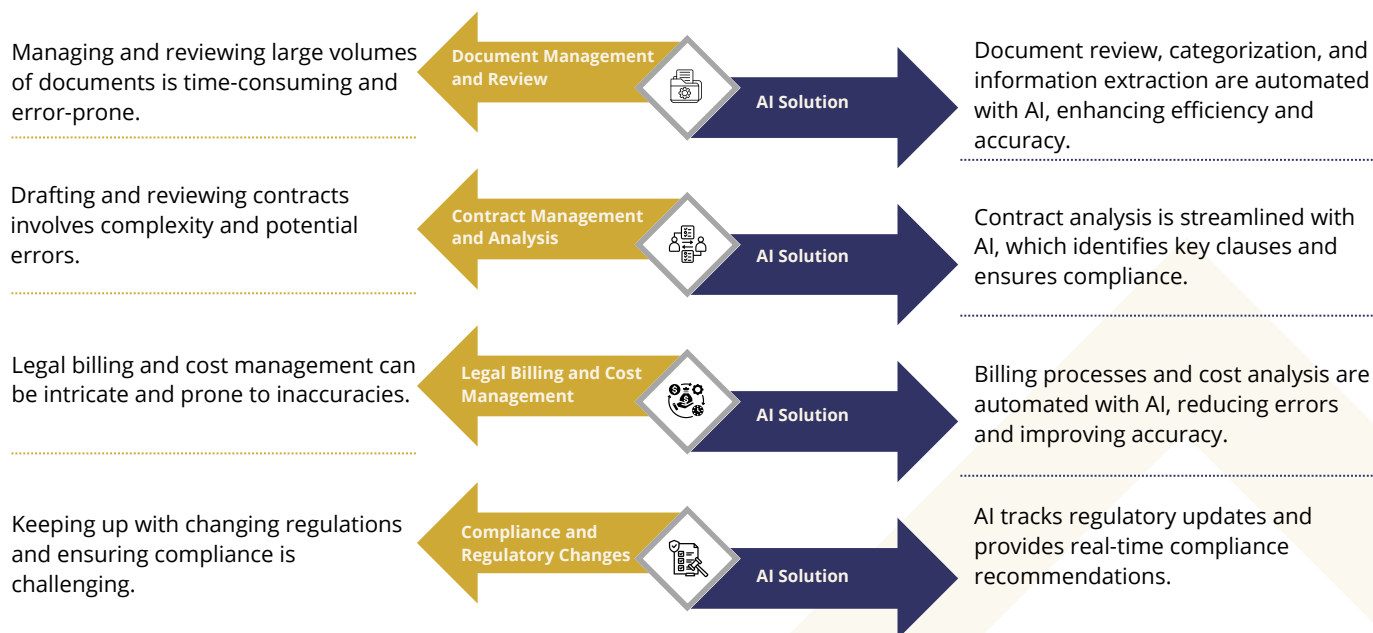 Managing and reviewing large volumes
of documents is time-consuming and
error-prone.
Document Management
and Review
AI Solution
Document review, categorization, and
information extraction are automated
with AI, enhancing efficiency and
accuracy.
Drafting and reviewing contracts
involves complexity and potential
errors.
Contract Management
and Analysis
AI Solution
Contract analysis is streamlined with
AI, which identifies key clauses and
ensures compliance.
Legal billing and cost management can
be intricate and prone to inaccuracies.
Legal Billing and Cost
Management
AI Solution
Billing processes and cost analysis are
automated with AI, reducing errors
and improving accuracy.
Keeping up with changing regulations
and ensuring compliance is
challenging.
Compliance and
Regulatory Changes
AI Solution
AI tracks regulatory updates and
provides real-time compliance
recommendations.